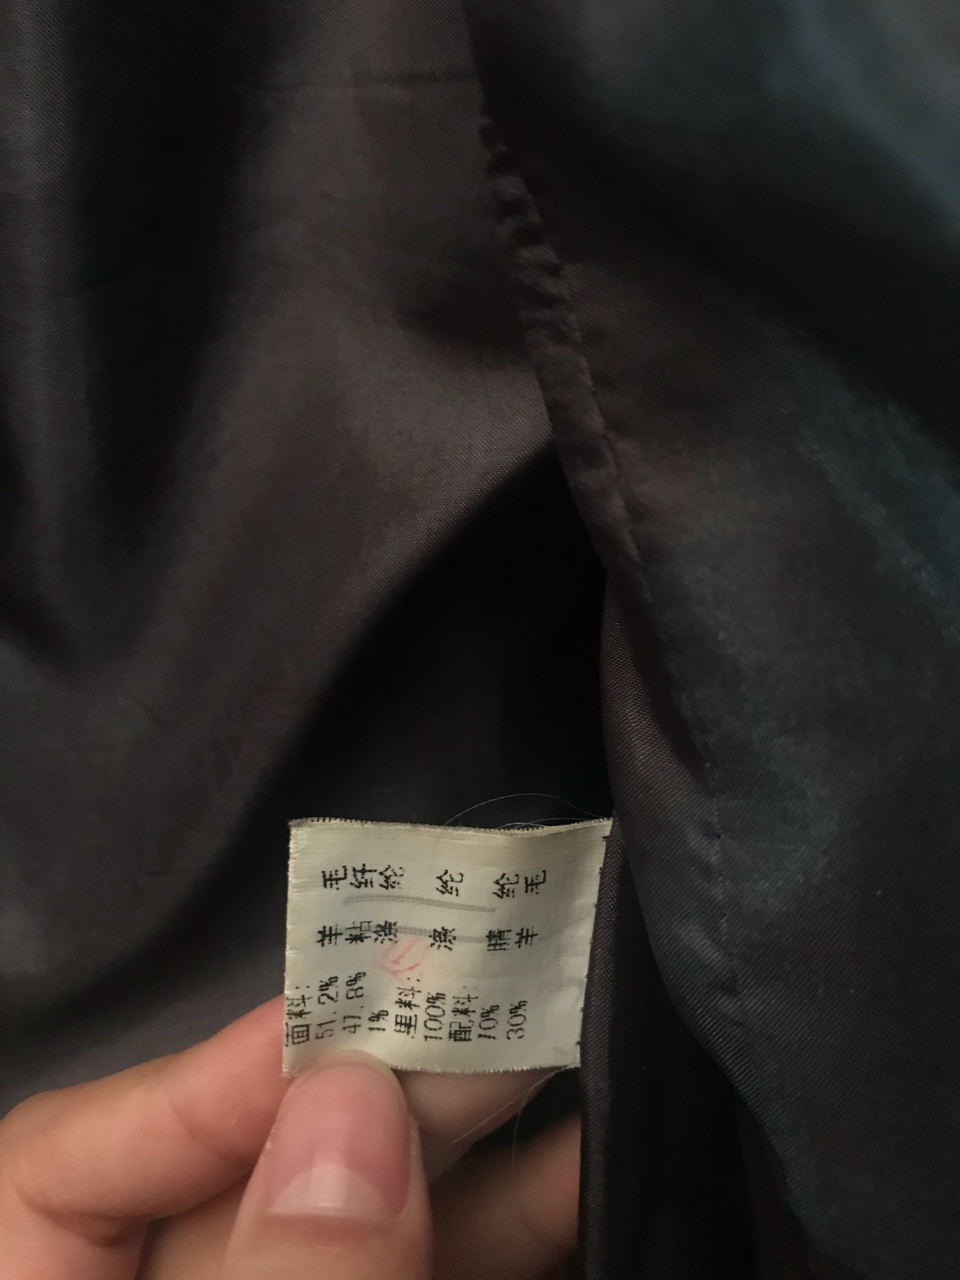 面料:
51.2% 羊毛
47.8% 粘纤
1% 涤纶
里料:
100% 涤纶
配料:
70% 腈纶
30% 羊毛